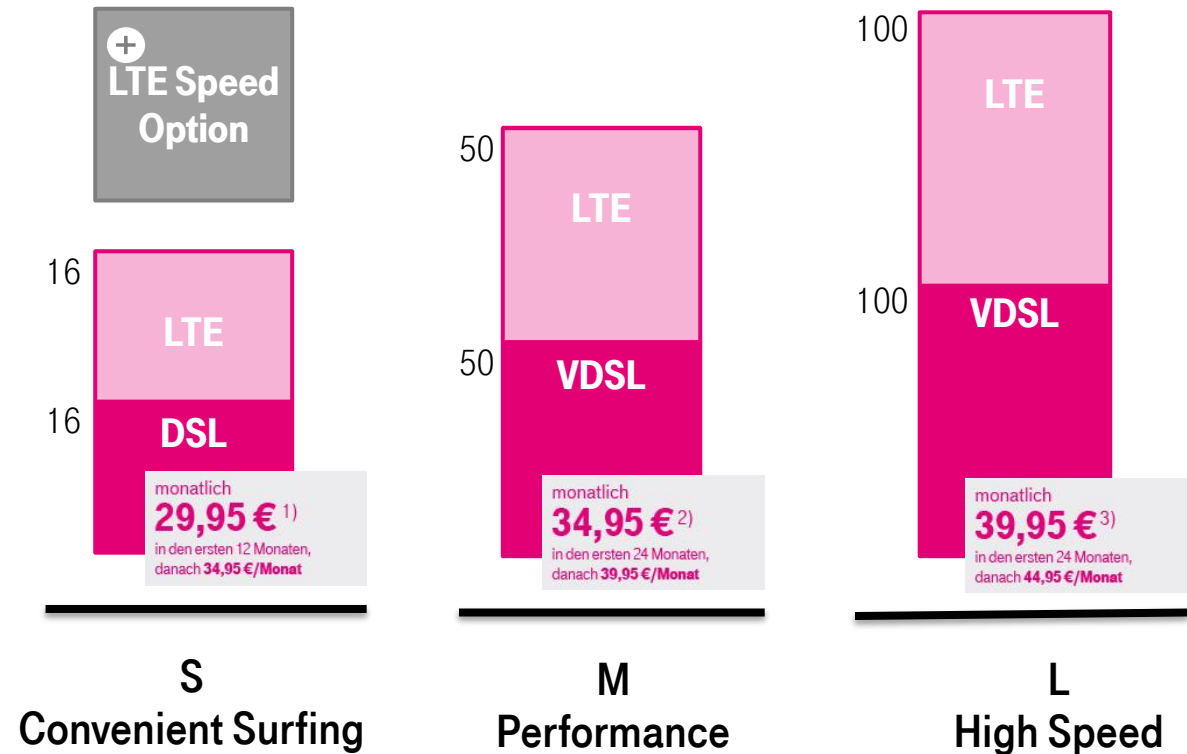 +
LTE Speed
Option
16
LTE
16
DSL
monatlich
29,95 € 1)
in den ersten 12 Monaten,
danach 34,95 €/Monat
S
Convenient Surfing
50
LTE
50
VDSL
monatlich
34,95 € 2)
in den ersten 24 Monaten,
danach 39,95 €/Monat
M
Performance
100
LTE
100
VDSL
monatlich
39,95 € 3)
in den ersten 24 Monaten,
danach 44,95 €/Monat
L
High Speed